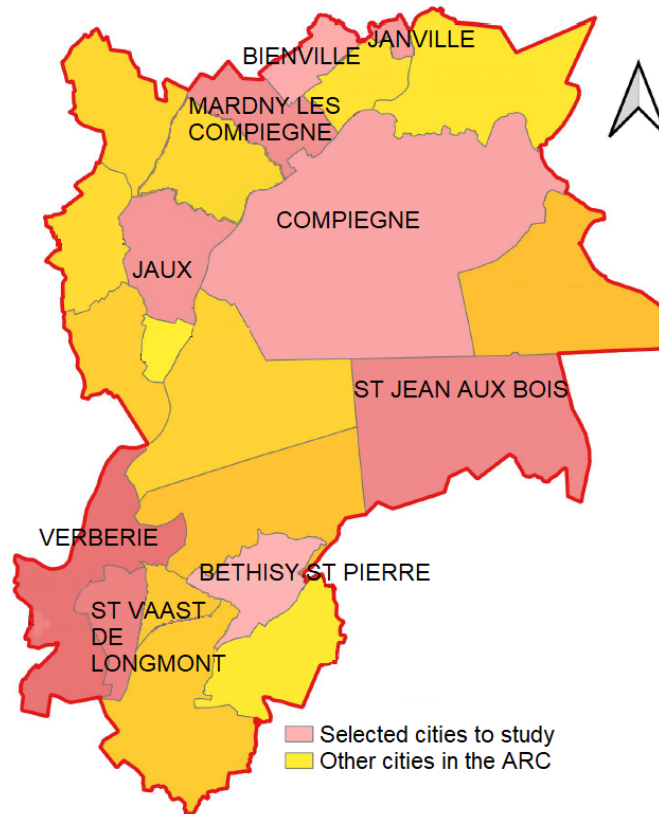 JANVILLE
BIENVILLE
MARDNY LES
COMPIEGNE
COMPIEGNE
JAUX
ST JEAN AUX BOIS
VERBERIE
BETHISY ST PIERRE
ST VAAST
DE
LONGMONT
Selected cities to study
Other cities in the ARC